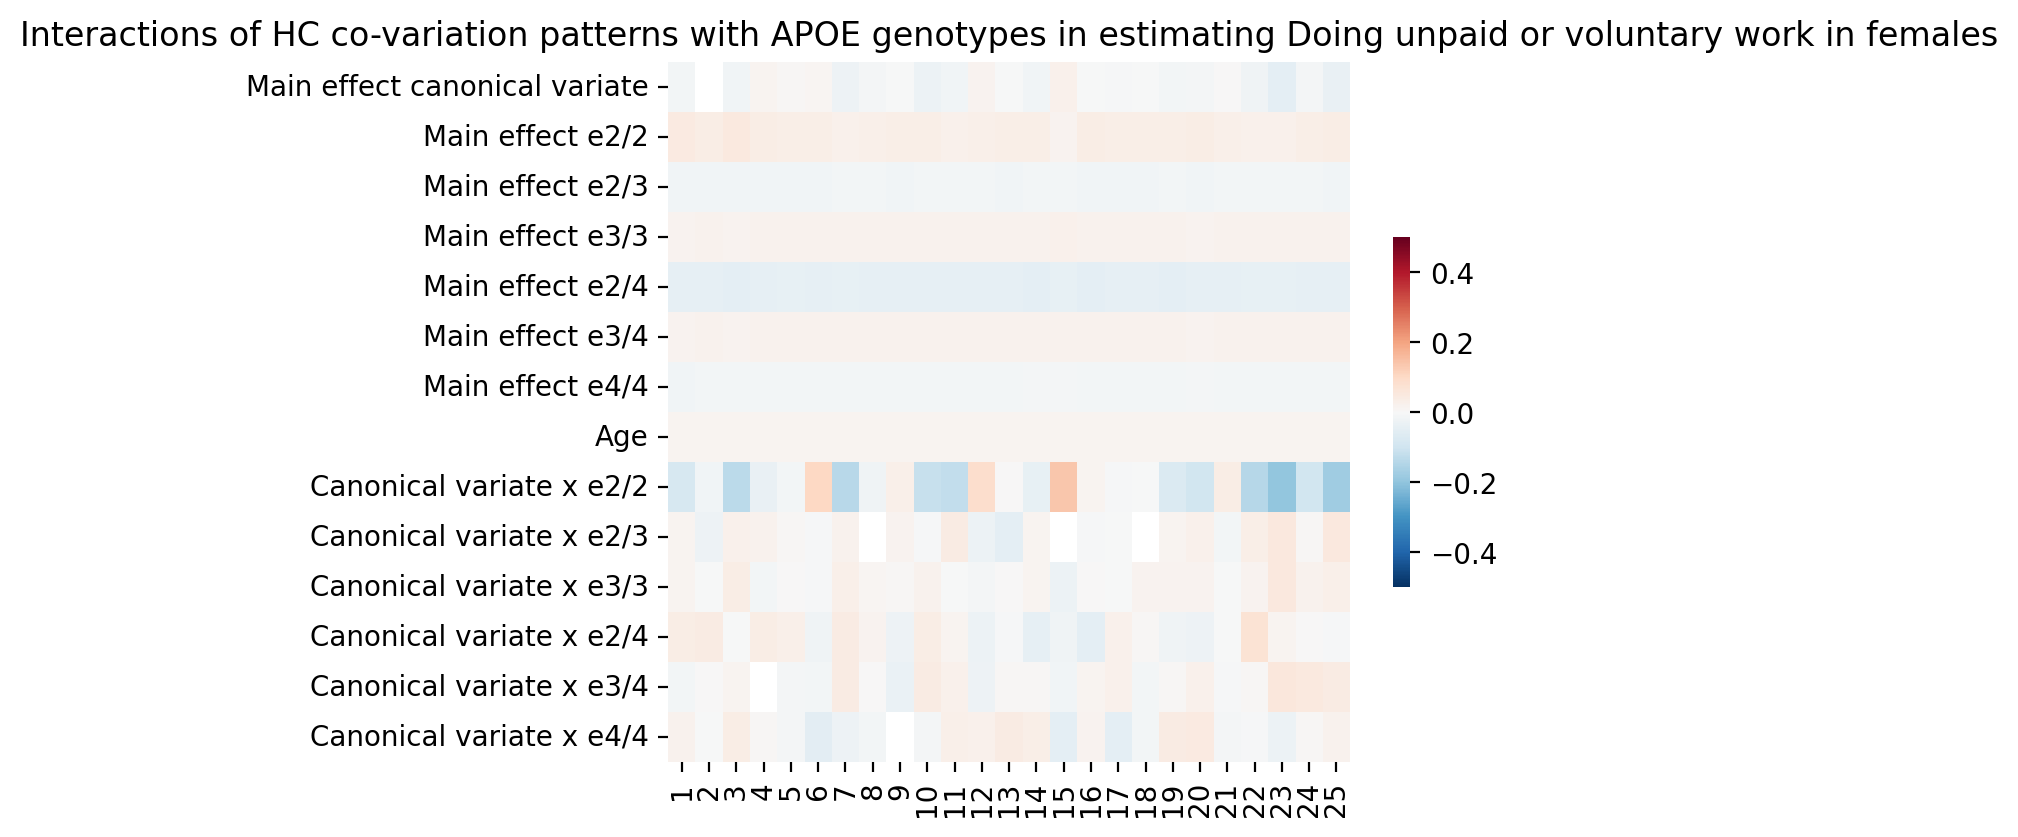 Interactions of HC co-variation patterns with APOE genotypes in estimating Doing unpaid or voluntary work in females
Main effect canonical variate
Main effect e2/2
Main effect e2/3
Main effect e3/3
Main effect e2/4
Main effect e3/4
Main effect e4/4
Age
Canonical variate x e2/2
Canonical variate x e2/3
Canonical variate x e3/3
Canonical variate x e2/4
Canonical variate x e3/4
Canonical variate x e4/4
1 2 3 4 5 6 7 8 9 10 11 12 13 14 15 16 17 18 19 20 21 22 23 24 25
0.4
0.2
0.0
−0.2
−0.4